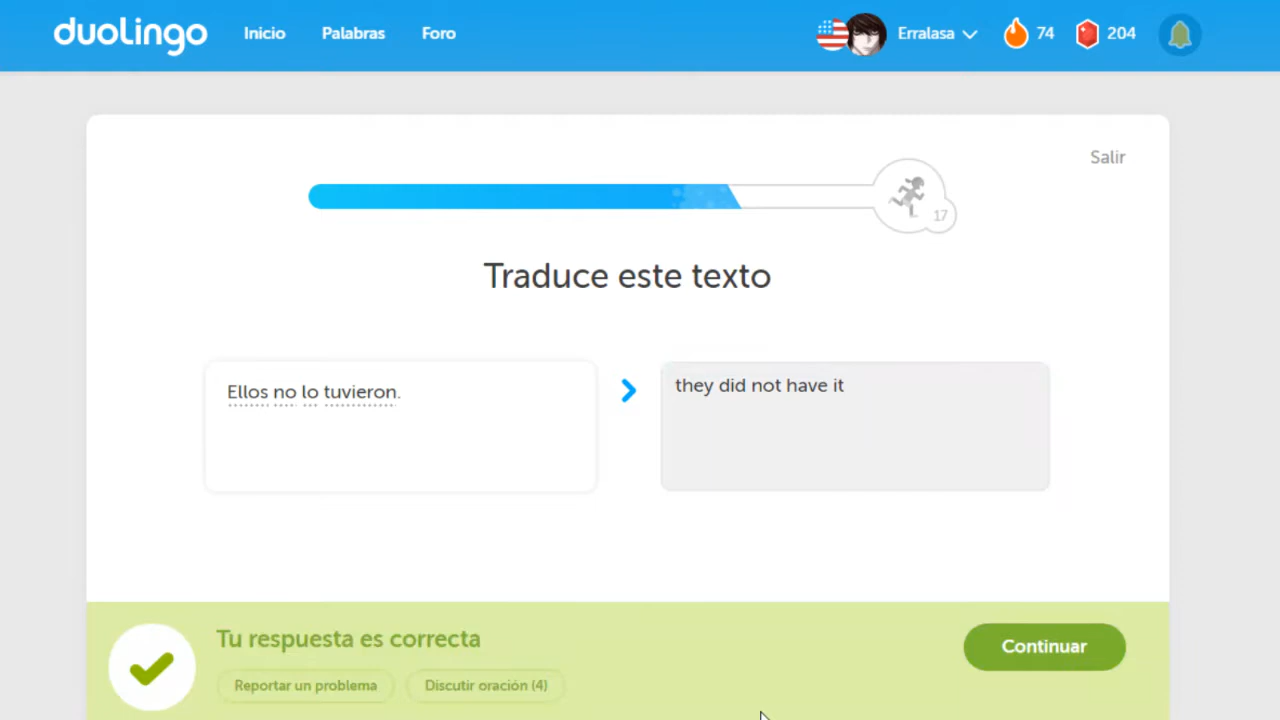 duolingo Inicio Palabras Foro Erralasa 74 204
Salir
17
Traduce este texto
Ellos no lo tuvieron. they did not have it
Tu respuesta es correcta
Continuar
Reportar un problema Discutir oración (4)